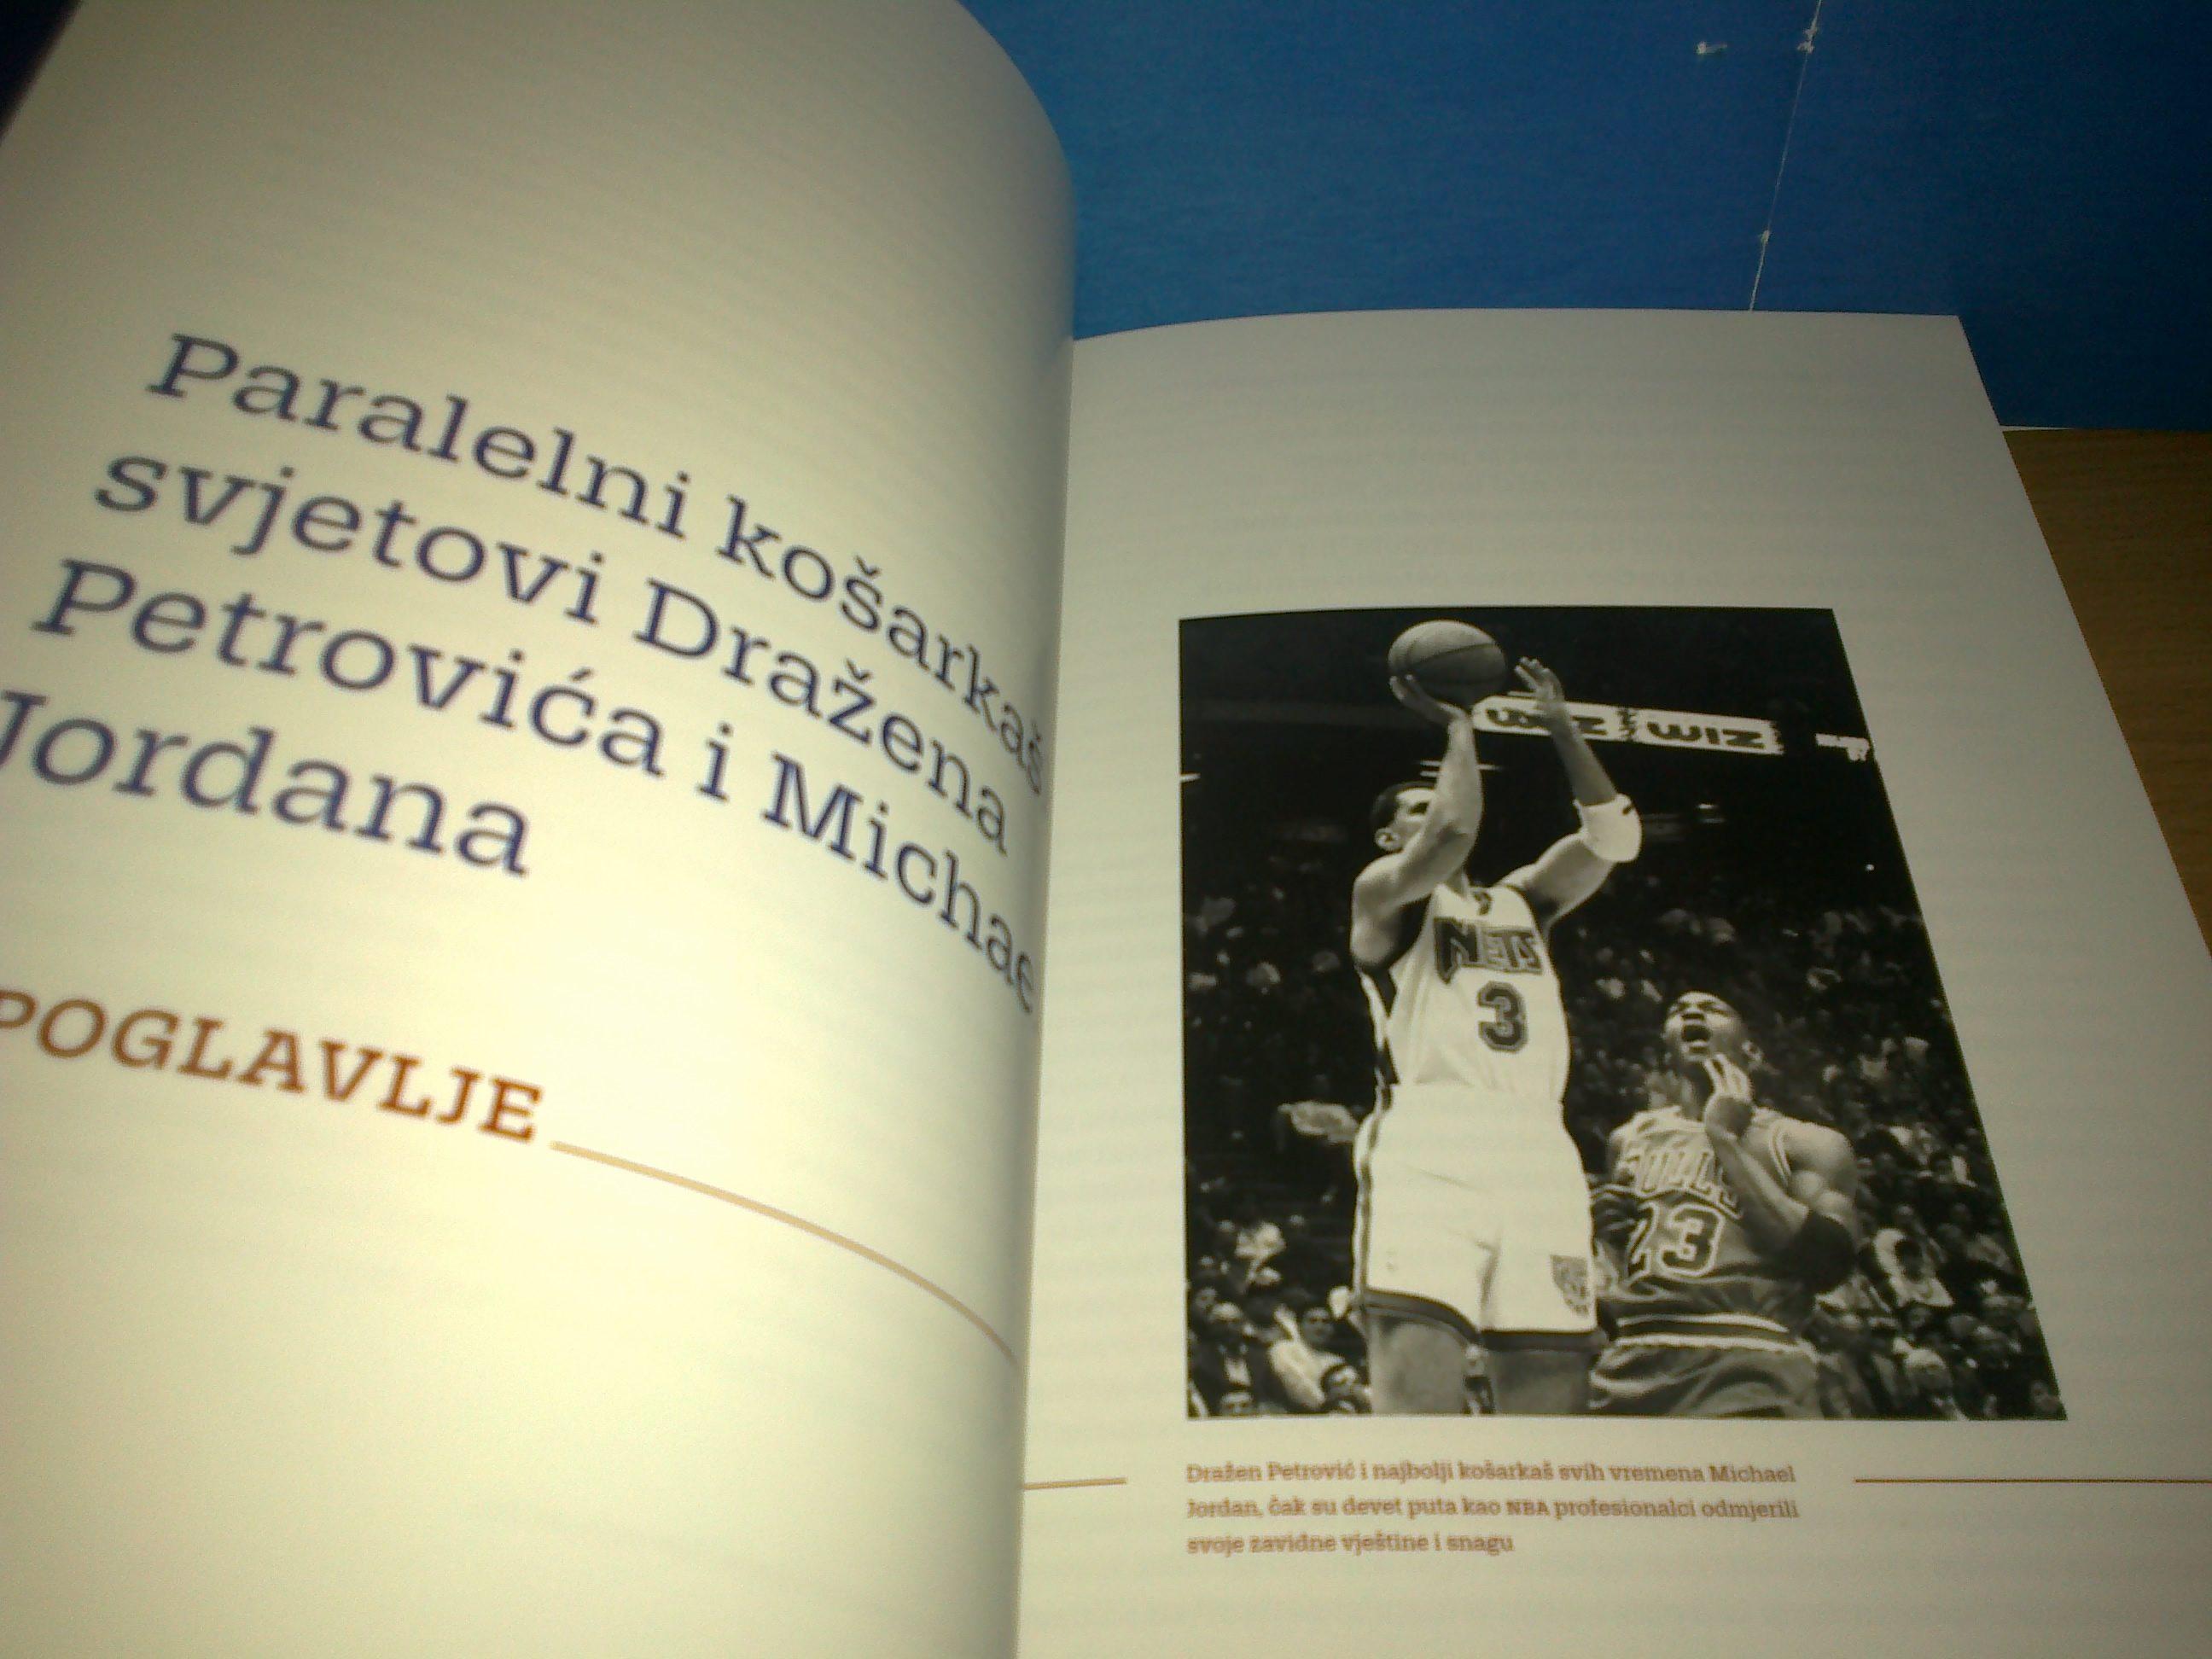 Paralelni košarkaš
svjetovi Dražena
Petrovića i Michae
Jordana
POGLAVLJE
NETS
3
BULLS
23
Dražen Petrović i najbolji košarkaš svih vremena Michael
Jordan, čak su devet puta kao NBA profesionalci odmjerili
svoje zavidne vještine i snagu